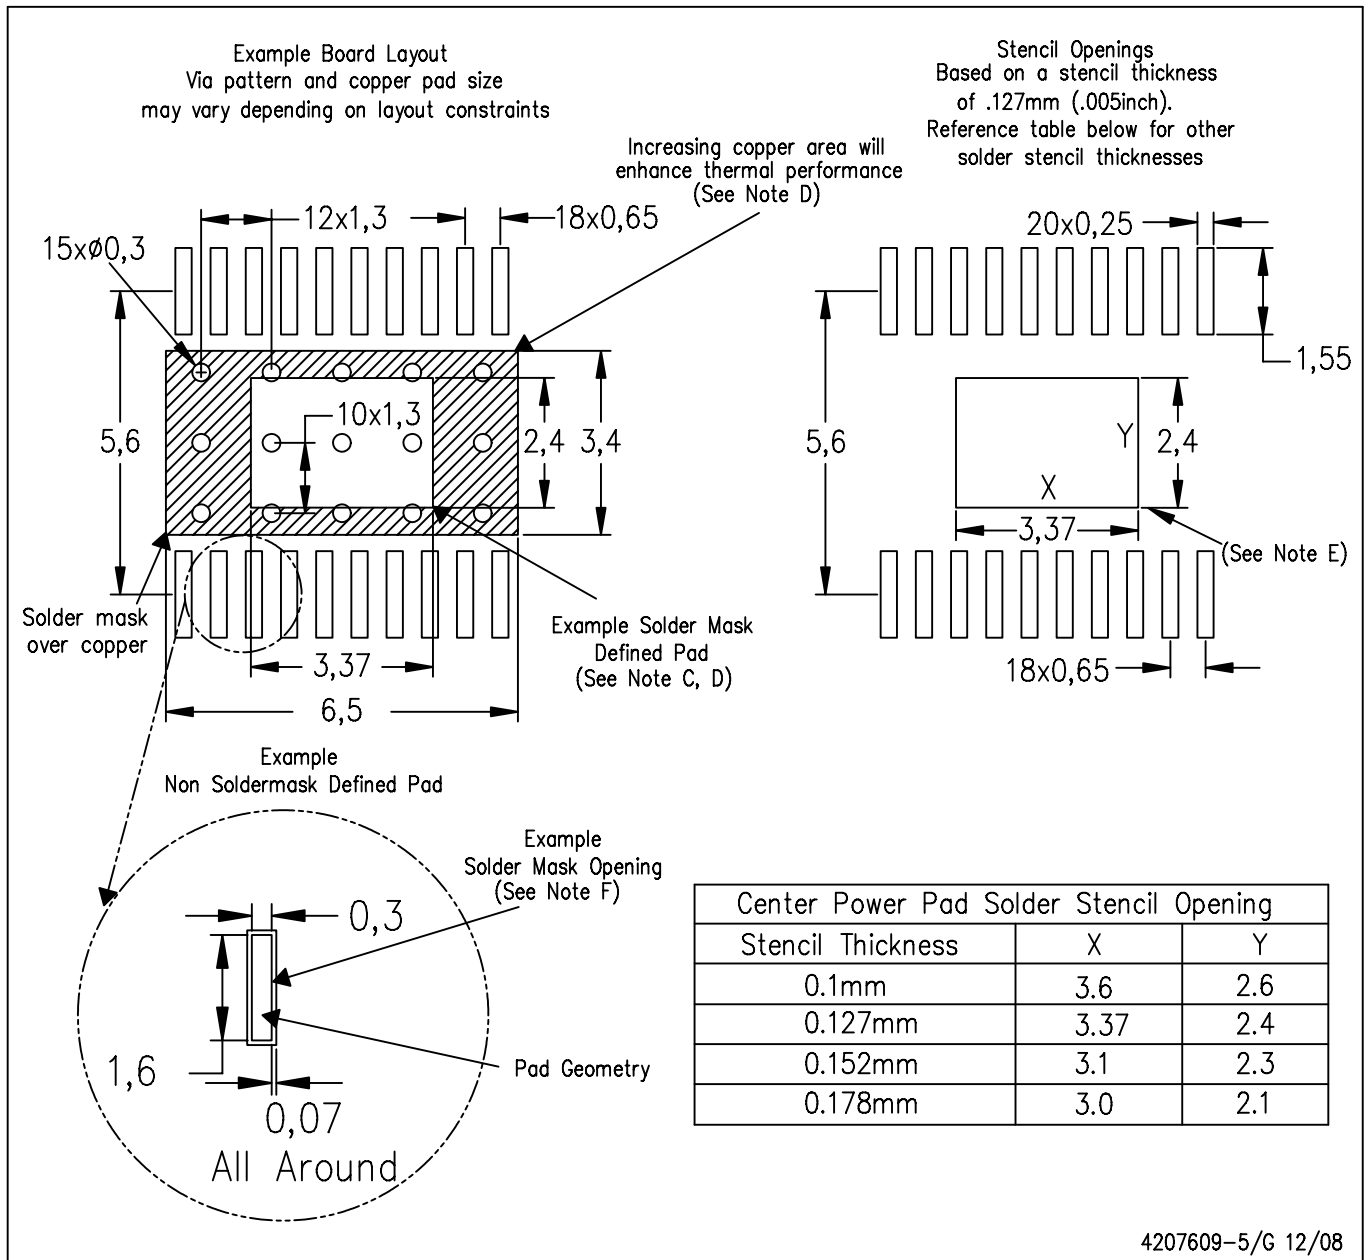 Example Board Layout
Via pattern and copper pad size
may vary depending on layout constraints
Stencil Openings
Based on a stencil thickness
of .127mm (.005inch).
Reference table below for other
solder stencil thicknesses
Increasing copper area will
enhance thermal performance
(See Note D)
12x1,3
18x0,65
15xø0,3
5,6
10x1,3
2,4
3,4
Solder mask
over copper
3,37
6,5
Example Solder Mask
Defined Pad
(See Note C, D)
20x0,25
1,55
5,6
Y
2,4
X
3,37
(See Note E)
18x0,65
Example
Non Soldermask Defined Pad
Example
Solder Mask Opening
(See Note F)
0,3
1,6
Pad Geometry
0,07
All Around
Center Power Pad Solder Stencil Opening
Stencil Thickness X Y
0.1mm 3.6 2.6
0.127mm 3.37 2.4
0.152mm 3.1 2.3
0.178mm 3.0 2.1
4207609-5/G 12/08